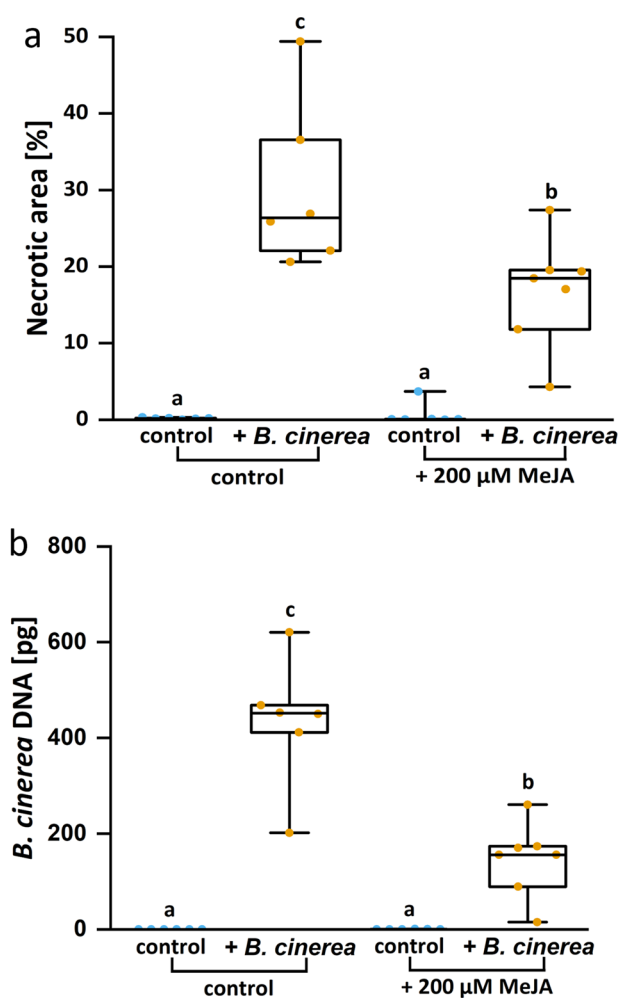 a
c
50
40
b
30
20
Necrotic area [%]
a
a
10
0
control + B. cinerea control + B. cinerea
control + 200 µM MeJA
b
800
c
600
b
400
B. cinerea DNA [pg]
200
a
a
0
control + B. cinerea control + B. cinerea
control + 200 µM MeJA